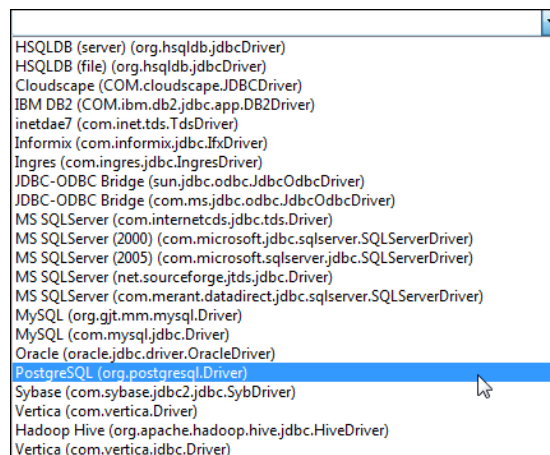 HSQLDB (server) (org.hsqldb.jdbcDriver)
HSQLDB (file) (org.hsqldb.jdbcDriver)
Cloudscape (COM.cloudscape.JDBCDriver)
IBM DB2 (COM.ibm.db2.jdbc.app.DB2Driver)
inetdae7 (com.inet.tds.TdsDriver)
Informix (com.informix.jdbc.IfxDriver)
Ingres (com.ingres.jdbc.IngresDriver)
JDBC-ODBC Bridge (sun.jdbc.odbc.JdbcOdbcDriver)
JDBC-ODBC Bridge (com.ms.jdbc.odbc.JdbcOdbcDriver)
MS SQLServer (com.internetcds.jdbc.tds.Driver)
MS SQLServer (2000) (com.microsoft.jdbc.sqlserver.SQLServerDriver)
MS SQLServer (2005) (com.microsoft.sqlserver.jdbc.SQLServerDriver)
MS SQLServer (net.sourceforge.jtds.jdbc.Driver)
MS SQLServer (com.merant.datadirect.jdbc.sqlserver.SQLServerDriver)
MySQL (org.gjt.mm.mysql.Driver)
MySQL (com.mysql.jdbc.Driver)
Oracle (oracle.jdbc.driver.OracleDriver)
PostgreSQL (org.postgresql.Driver)
Sybase (com.sybase.jdbc2.jdbc.SybDriver)
Vertica (com.vertica.Driver)
Hadoop Hive (org.apache.hadoop.hive.jdbc.HiveDriver)
Vertica (com.vertica.jdbc.Driver)